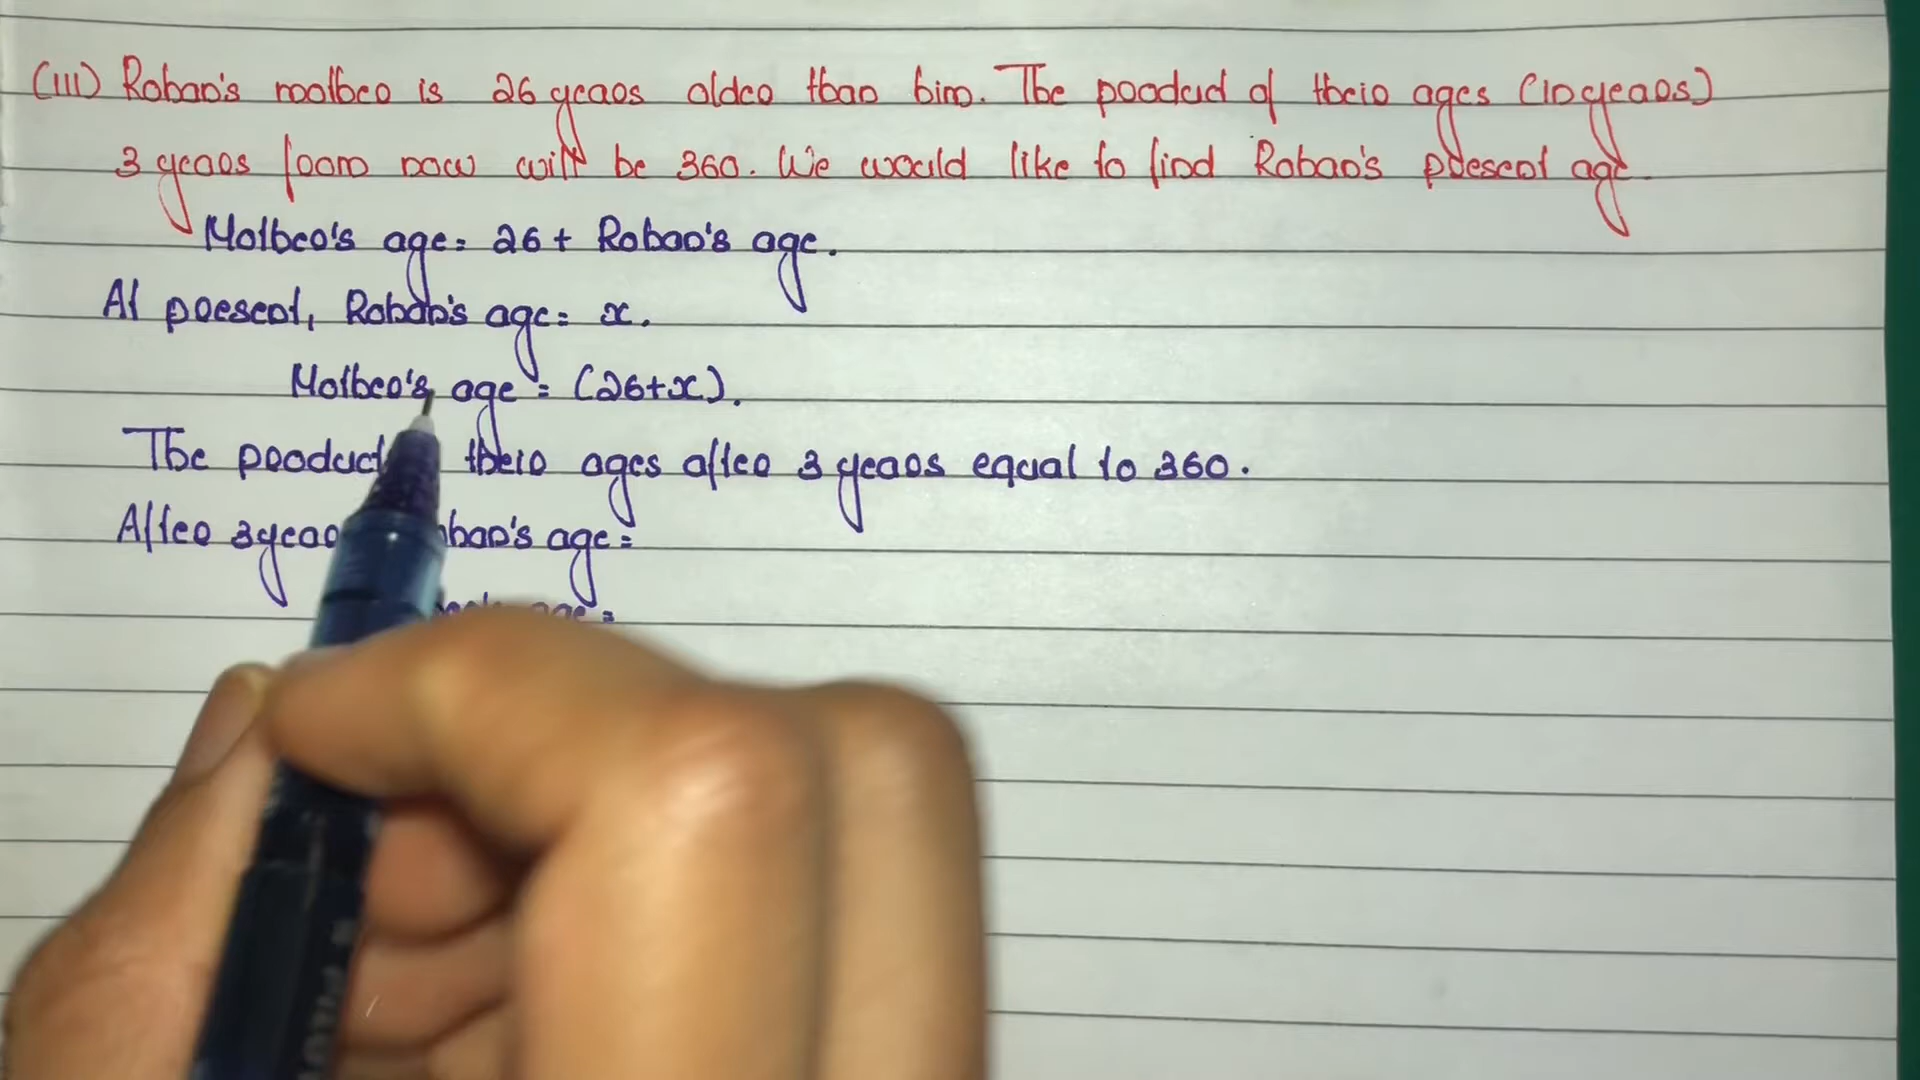 (III) Rohan's mother is 26 years older than him. The product of their ages (in years)
3 years from now will be 360. We would like to find Rohan's present age.
Mother's age = 26 + Rohan's age.
At present, Rohan's age = x.
Mother's age = (26+x).
The product their ages after 3 years equal to 360.
After 3 age =
age =